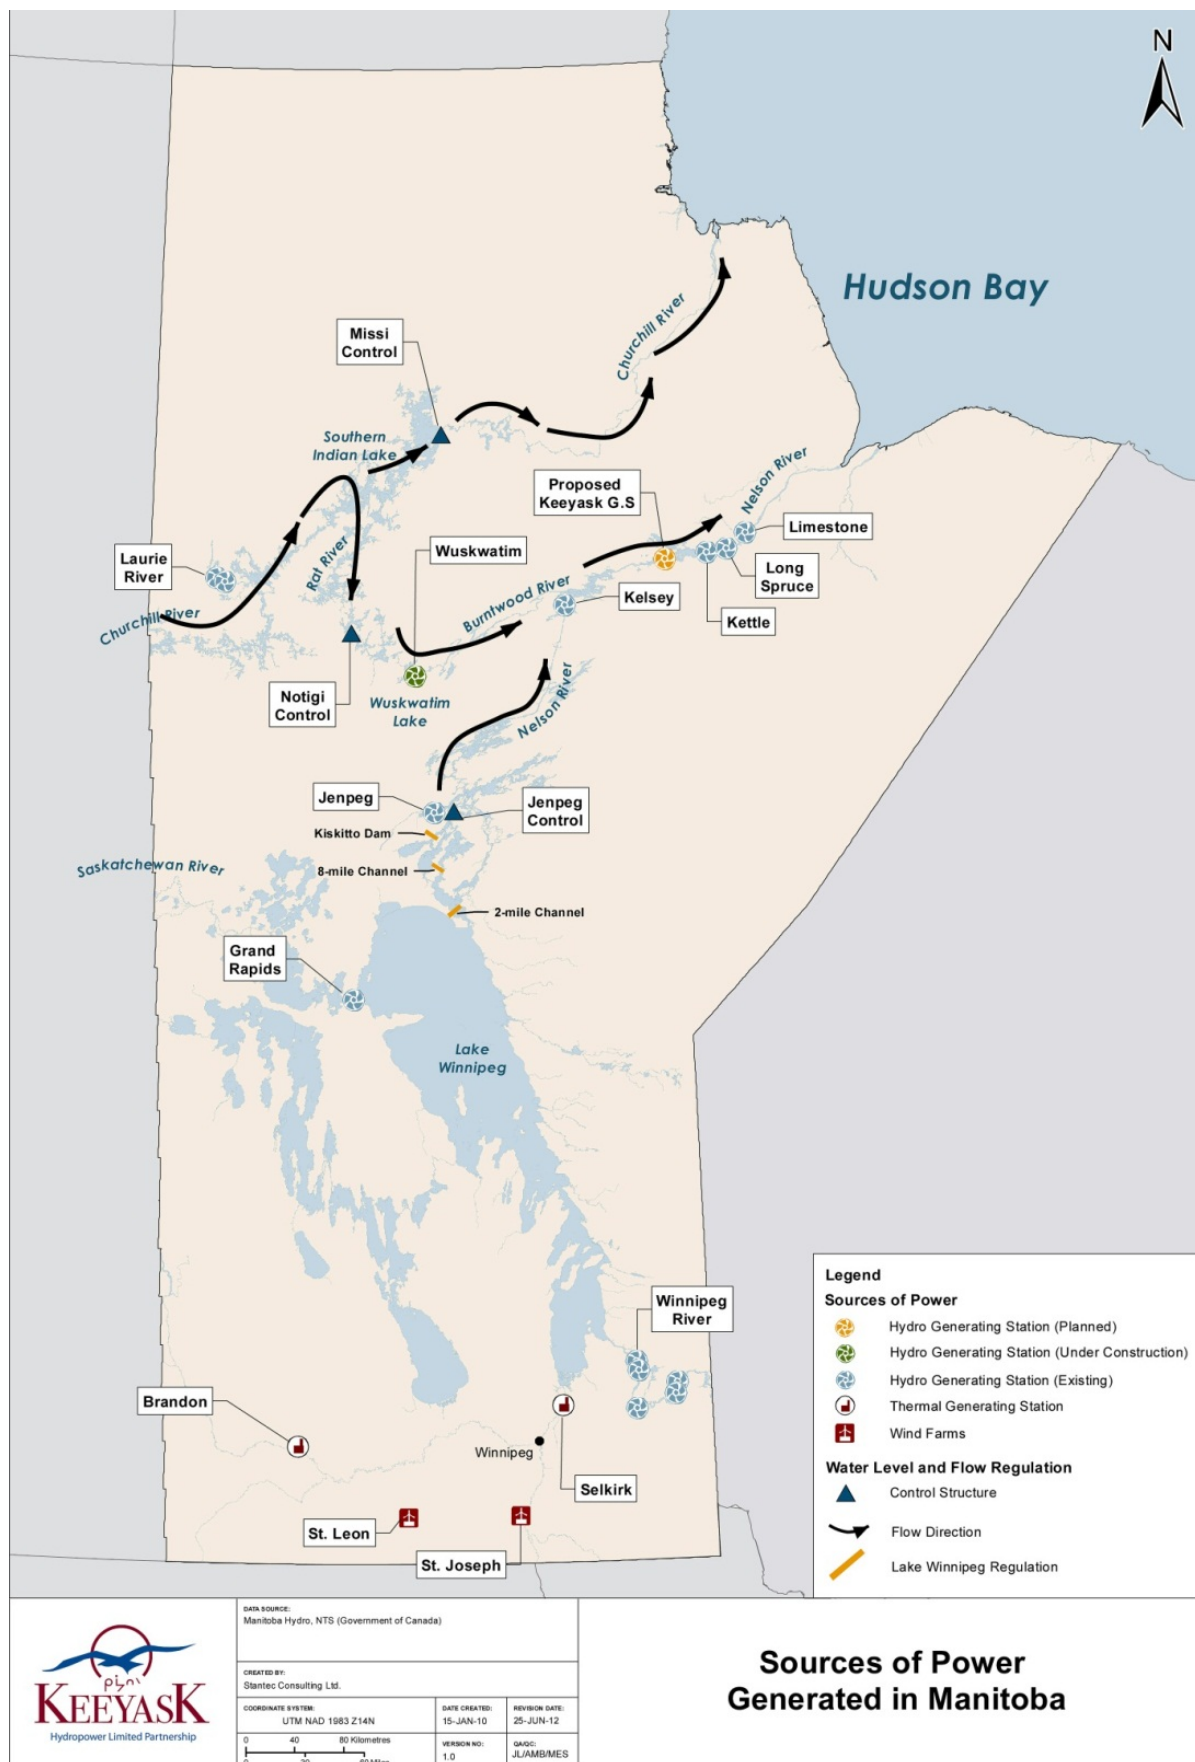 N
Hudson Bay
Churchill River
Missi
Control
Southern
Indian Lake
Nelson River
Proposed
Keeyask G.S
Limestone
Wuskwatim
Laurie
River
Rat River
Long
Spruce
Burntwood River
Kelsey
Kettle
Churchill River
Notigi
Control
Wuskwatim
Lake
Nelson River
Jenpeg
Jenpeg
Control
Kiskitto Dam
Saskatchewan River
8-mile Channel
2-mile Channel
Grand
Rapids
Lake
Winnipeg
Winnipeg
River
Brandon
Winnipeg
Selkirk
St. Leon
St. Joseph
Legend
Sources of Power
Hydro Generating Station (Planned)
Hydro Generating Station (Under Construction)
Hydro Generating Station (Existing)
Thermal Generating Station
Wind Farms
Water Level and Flow Regulation
Control Structure
Flow Direction
Lake Winnipeg Regulation
KEEYASK
Hydropower Limited Partnership
DATA SOURCE:
Manitoba Hydro, NTS (Government of Canada)
CREATED BY:
Stantec Consulting Ltd.
COORDINATE SYSTEM:
UTM NAD 1983 Z14N
DATE CREATED:
15-JAN-10
REVISION DATE:
25-JUN-12
0 40 80 Kilometres
VERSION NO:
1.0
QA/QC:
JL/AMB/MES
Sources of Power
Generated in Manitoba